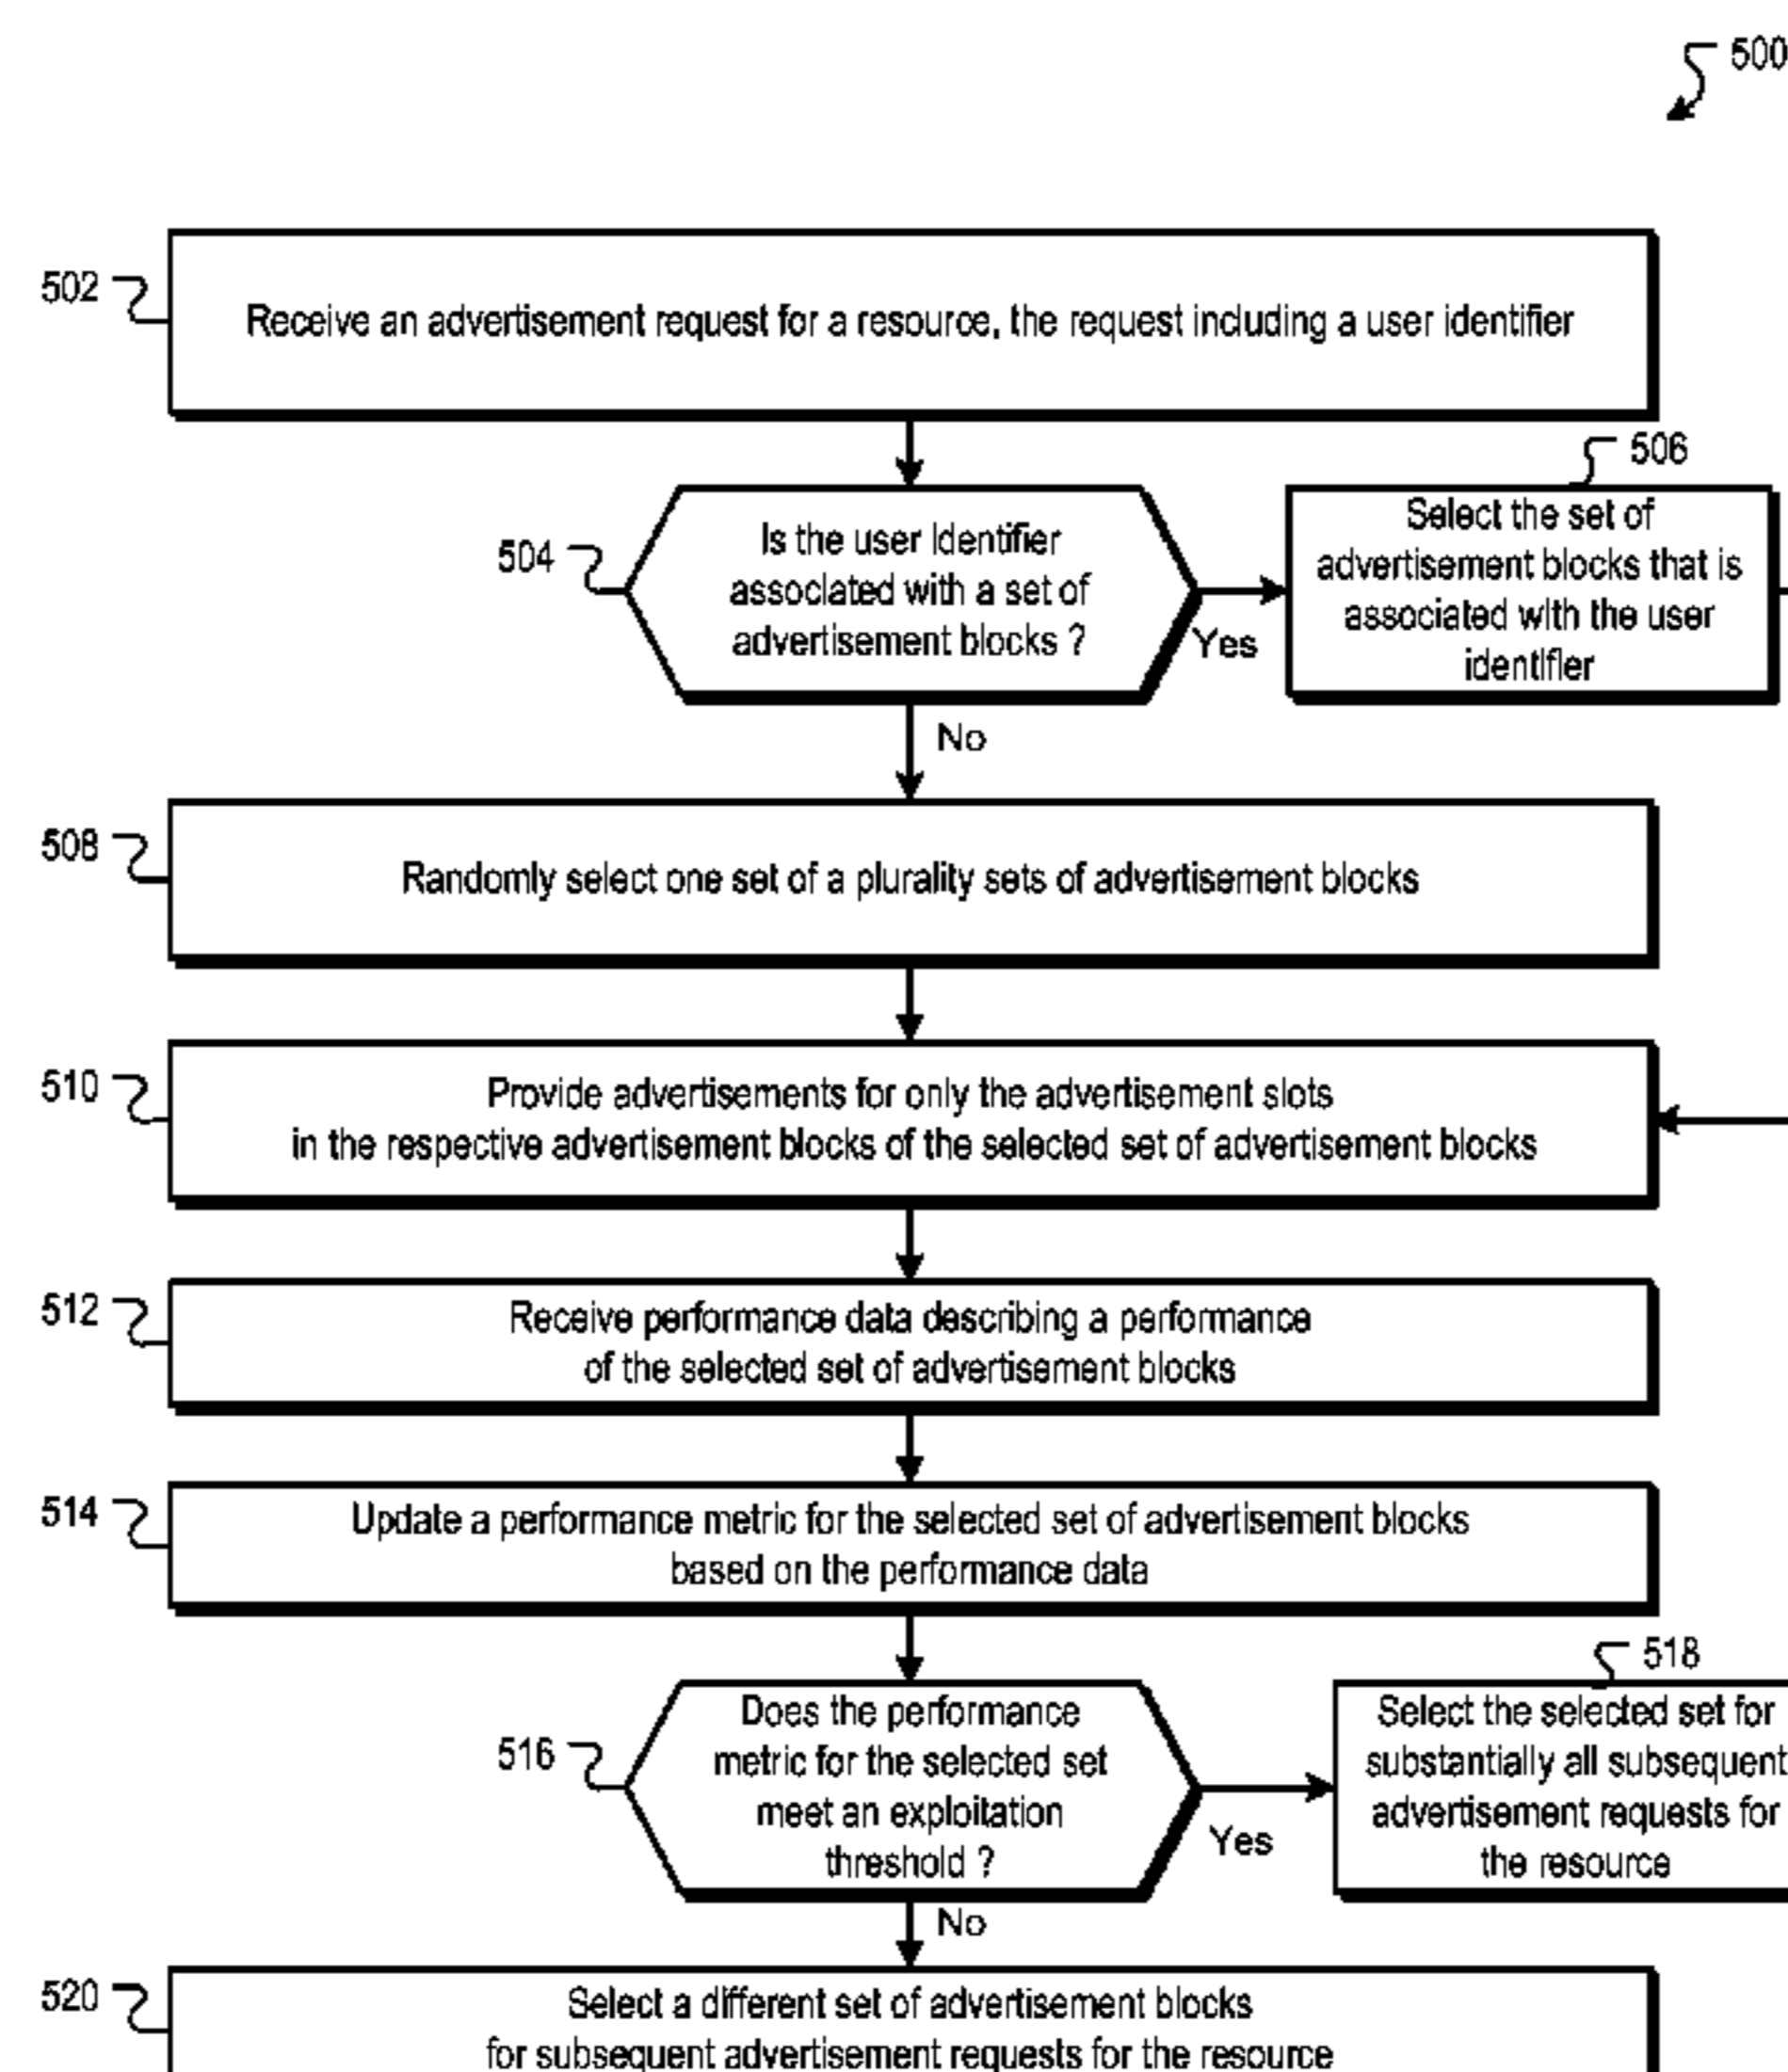 500
502
Receive an advertisement request for a resource, the request including a user identifier
504
Is the user identifier
associated with a set of
advertisement blocks ?
Yes
506
Select the set of
advertisement blocks that is
associated with the user
identifier
No
508
Randomly select one set of a plurality sets of advertisement blocks
510
Provide advertisements for only the advertisement slots
in the respective advertisement blocks of the selected set of advertisement blocks
512
Receive performance data describing a performance
of the selected set of advertisement blocks
514
Update a performance metric for the selected set of advertisement blocks
based on the performance data
516
Does the performance
metric for the selected set
meet an exploitation
threshold ?
Yes
518
Select the selected set for
substantially all subsequent
advertisement requests for
the resource
No
520
Select a different set of advertisement blocks
for subsequent advertisement requests for the resource